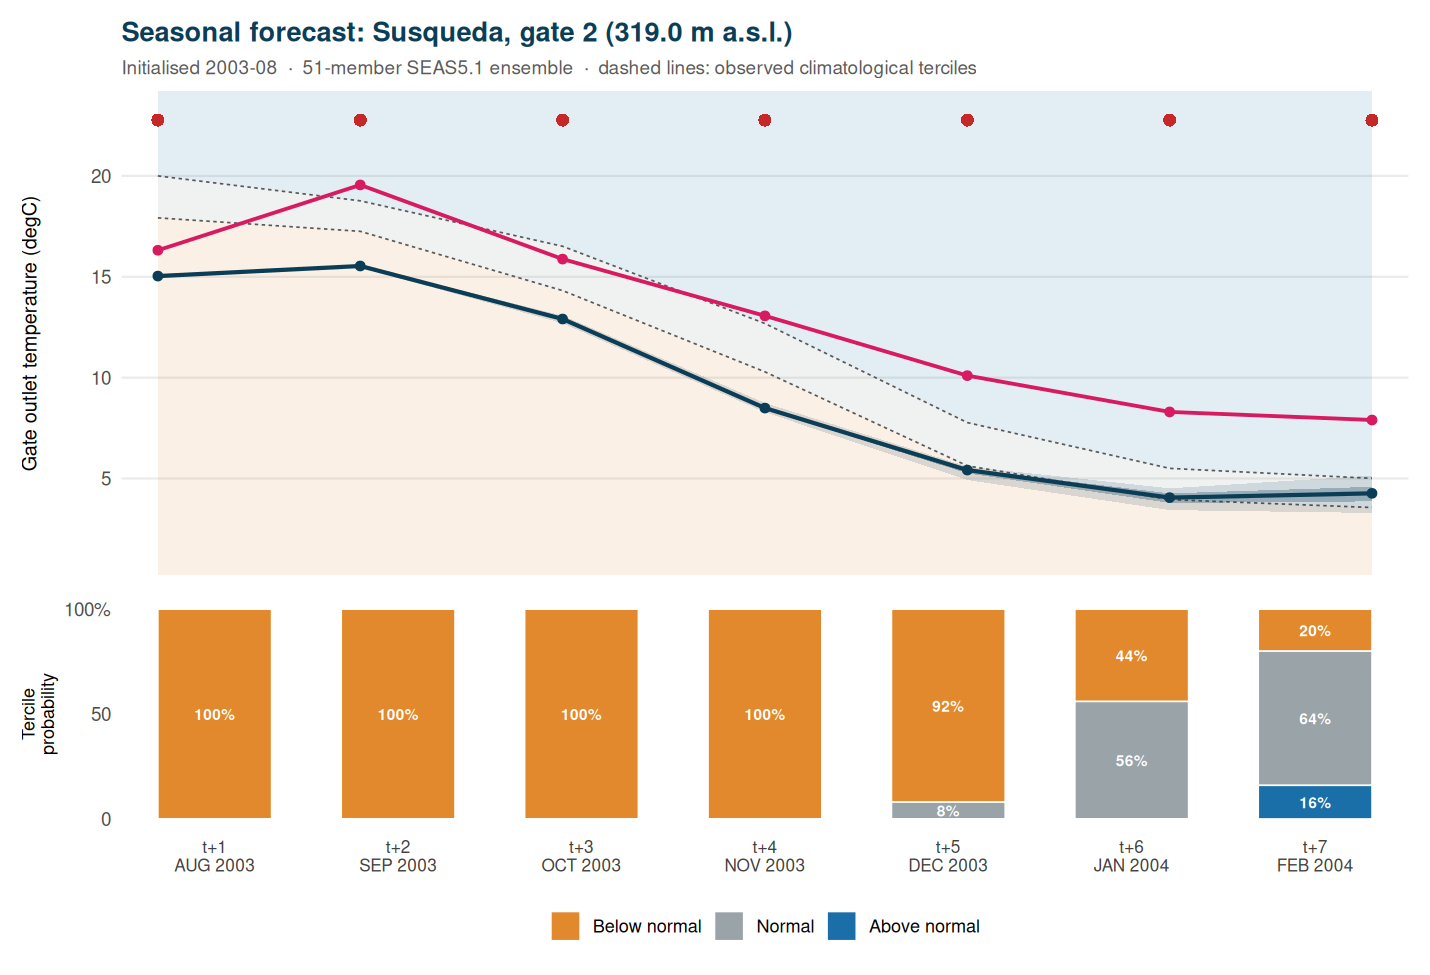 Seasonal forecast: Susqueda, gate 2 (319.0 m a.s.l.)
Initialised 2003-08 · 51-member SEAS5.1 ensemble · dashed lines: observed climatological terciles
Gate outlet temperature (degC)
20
15
10
5
Tercile
probability
100%
50
0
100%
100%
100%
100%
92%
8%
44%
56%
20%
64%
16%
t+1
AUG 2003
t+2
SEP 2003
t+3
OCT 2003
t+4
NOV 2003
t+5
DEC 2003
t+6
JAN 2004
t+7
FEB 2004
Below normal
Normal
Above normal